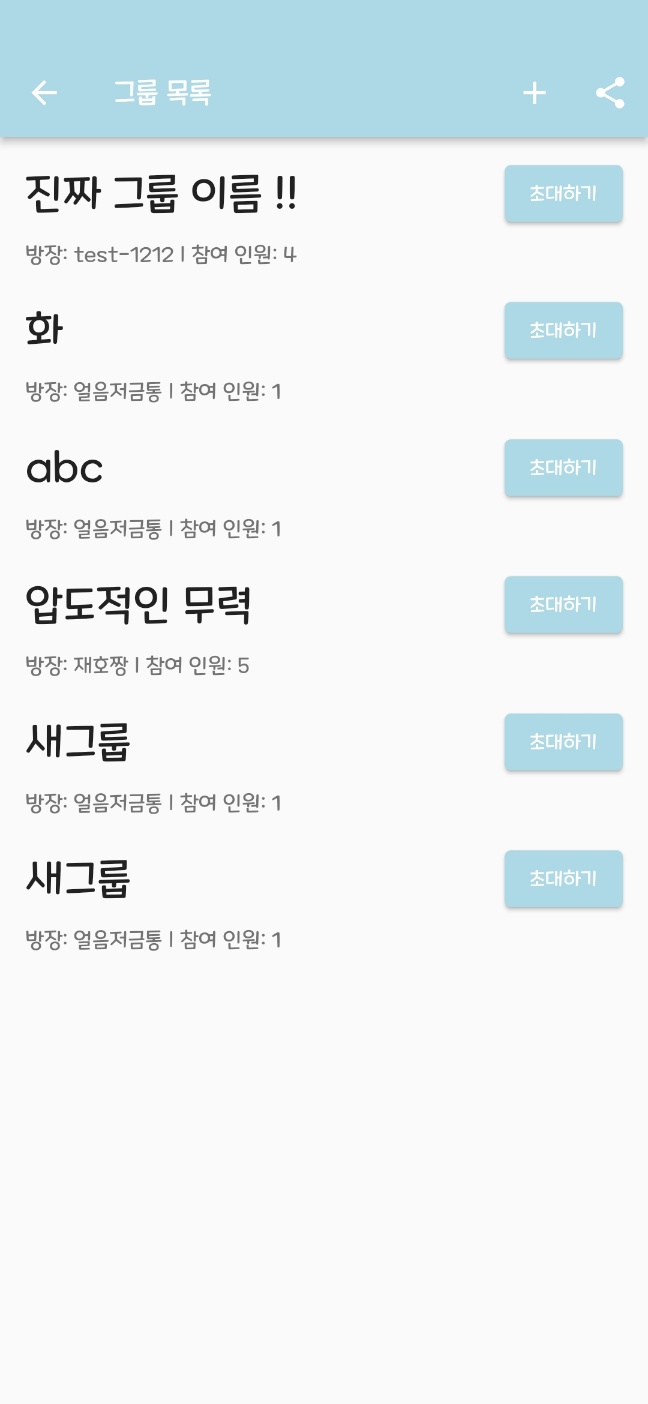 그룹 목록
진짜 그룹 이름 !!
초대하기
방장: test-1212 | 참여 인원: 4
화
초대하기
방장: 얼음저금통 | 참여 인원: 1
abc
초대하기
방장: 얼음저금통 | 참여 인원: 1
압도적인 무력
초대하기
방장: 재호짱 | 참여 인원: 5
새그룹
초대하기
방장: 얼음저금통 | 참여 인원: 1
새그룹
초대하기
방장: 얼음저금통 | 참여 인원: 1